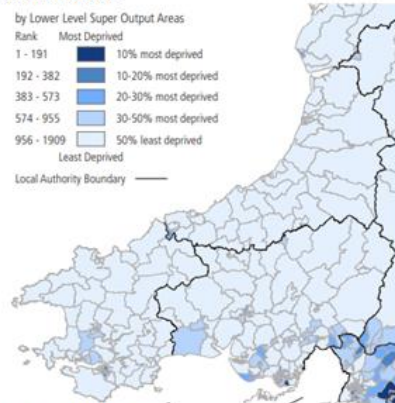 by Lower Level Super Output Areas
Rank Most Deprived
1 - 191 10% most deprived
192 - 382 10-20% most deprived
383 - 573 20-30% most deprived
574 - 955 30-50% most deprived
956 - 1909 50% least deprived
Least Deprived
Local Authority Boundary